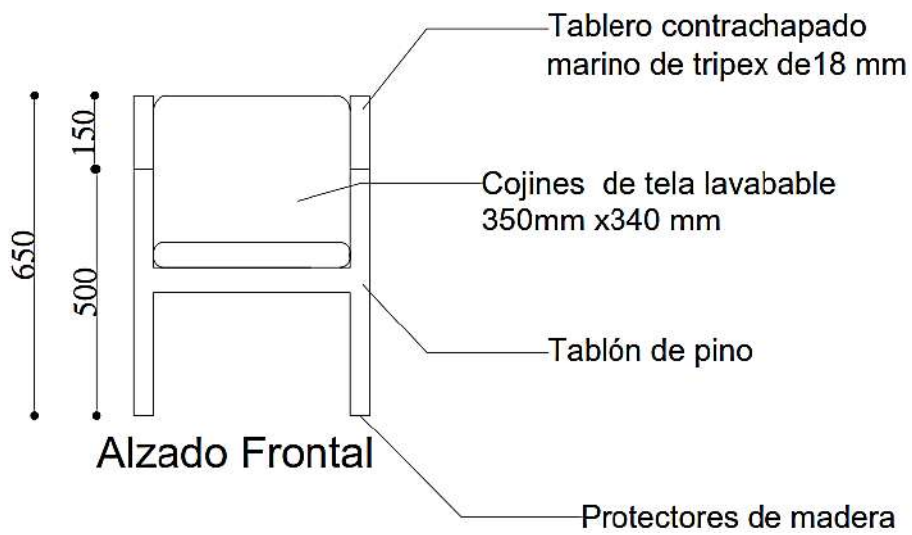 Tablero contrachapado
marino de tripex de18 mm
150
Cojines de tela lavabable
350mm x340 mm
650
500
Tablón de pino
Alzado Frontal
Protectores de madera